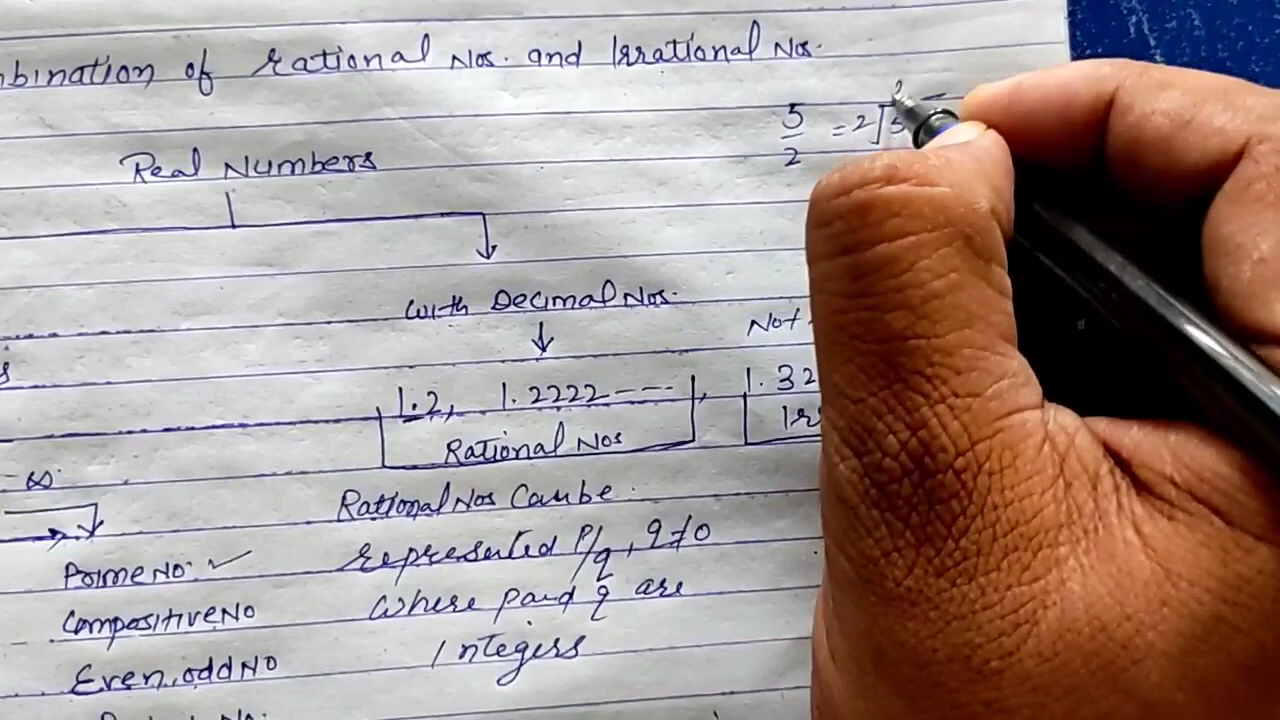 of rational Nos. and Irrational Nos.
5/2 = 2
Real Numbers
with Decimal Nos.
Not
1.2, 1.2222----, 1.32
Rational Nos
Rational Nos Can be
represented P/q, q≠0
where p and q are
Integers
Prime No.
Compositive No
Even, odd No